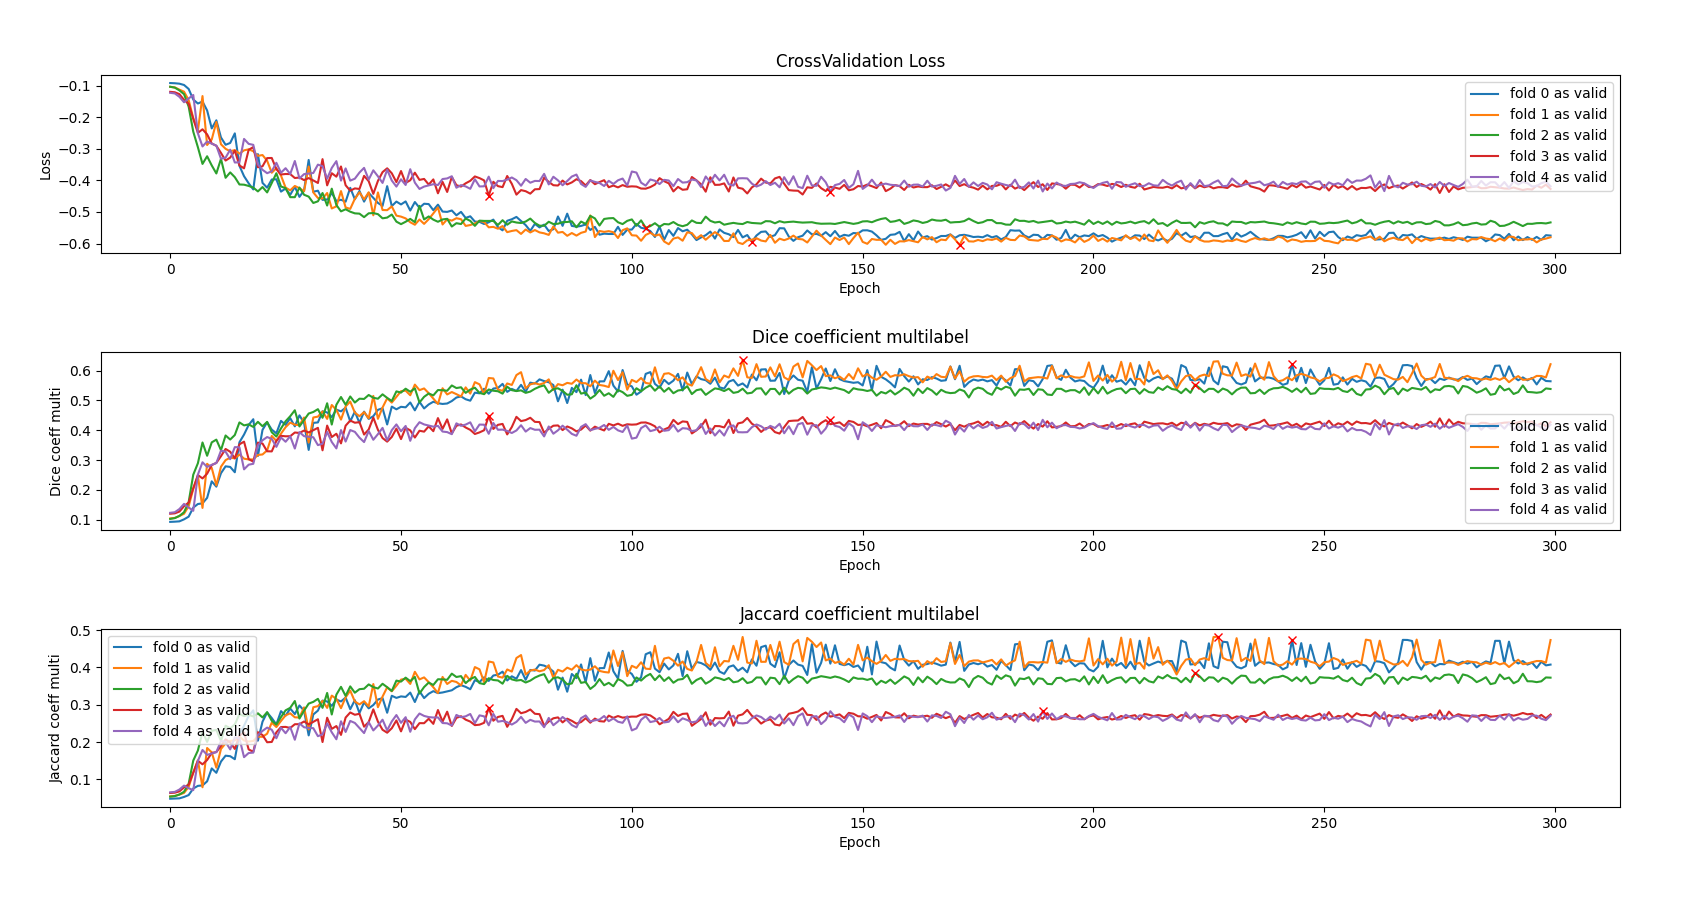 CrossValidation Loss
−0.1
−0.2
−0.3
−0.4
−0.5
−0.6
Loss
fold 0 as valid
fold 1 as valid
fold 2 as valid
fold 3 as valid
fold 4 as valid
0 50 100 150 200 250 300
Epoch
Dice coefficient multilabel
0.6
0.5
0.4
0.3
0.2
0.1
Dice coeff multi
fold 0 as valid
fold 1 as valid
fold 2 as valid
fold 3 as valid
fold 4 as valid
0 50 100 150 200 250 300
Epoch
Jaccard coefficient multilabel
0.5
0.4
0.3
0.2
0.1
Jaccard coeff multi
fold 0 as valid
fold 1 as valid
fold 2 as valid
fold 3 as valid
fold 4 as valid
0 50 100 150 200 250 300
Epoch